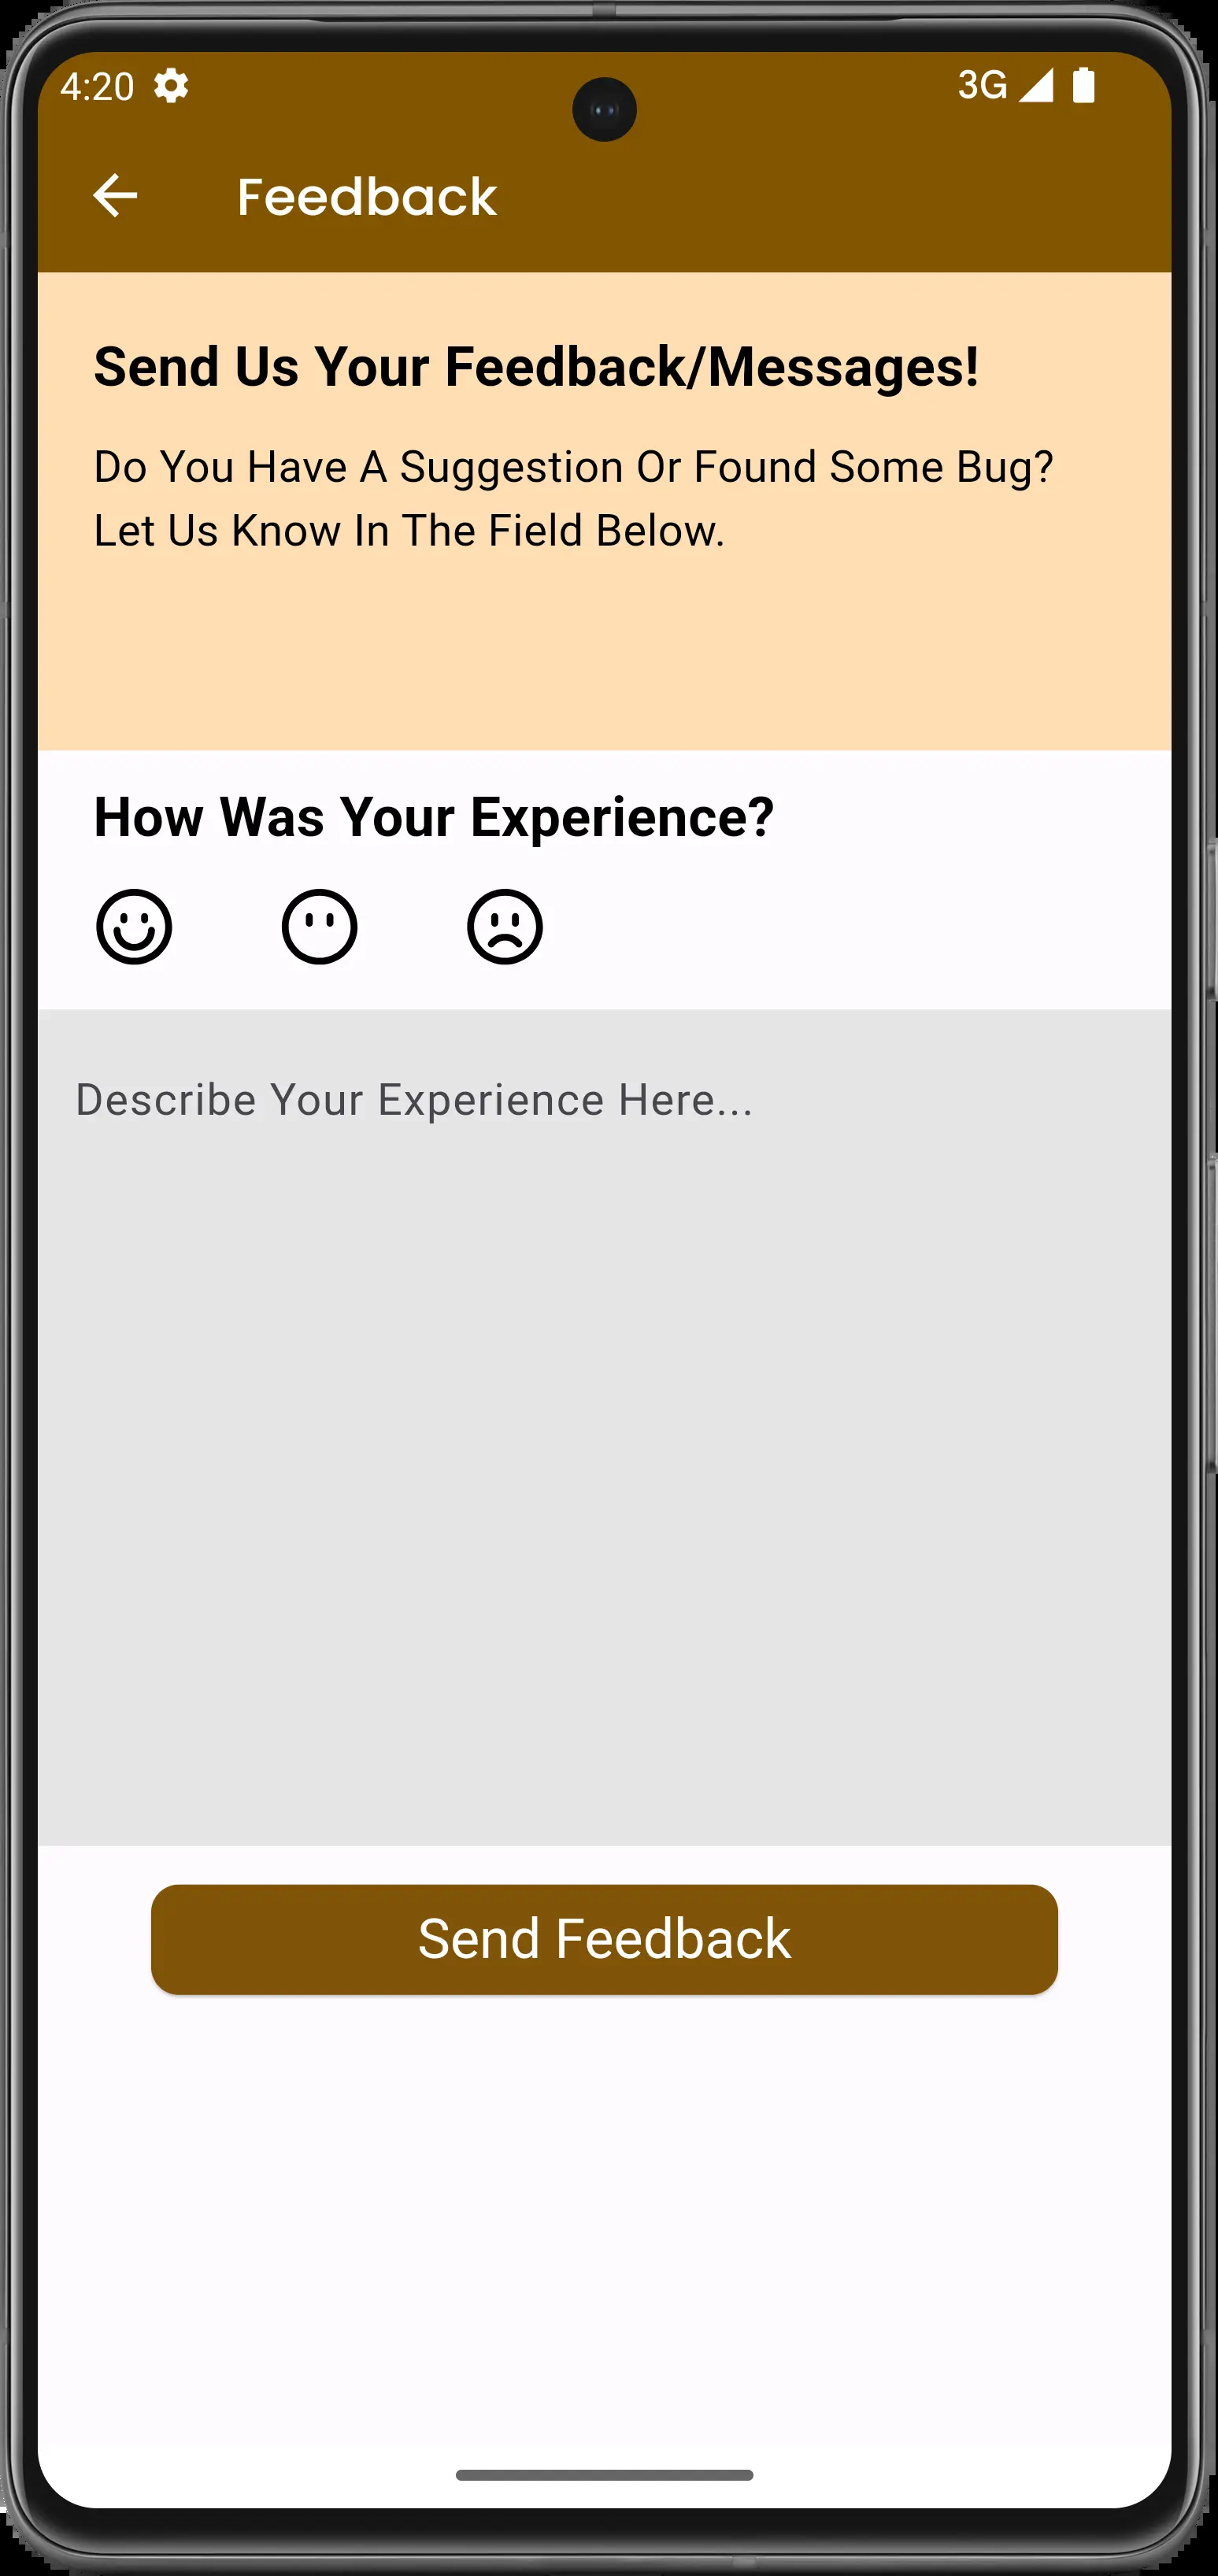 4:20
3G
Feedback
Send Us Your Feedback/Messages!
Do You Have A Suggestion Or Found Some Bug?
Let Us Know In The Field Below.
How Was Your Experience?
Describe Your Experience Here...
Send Feedback